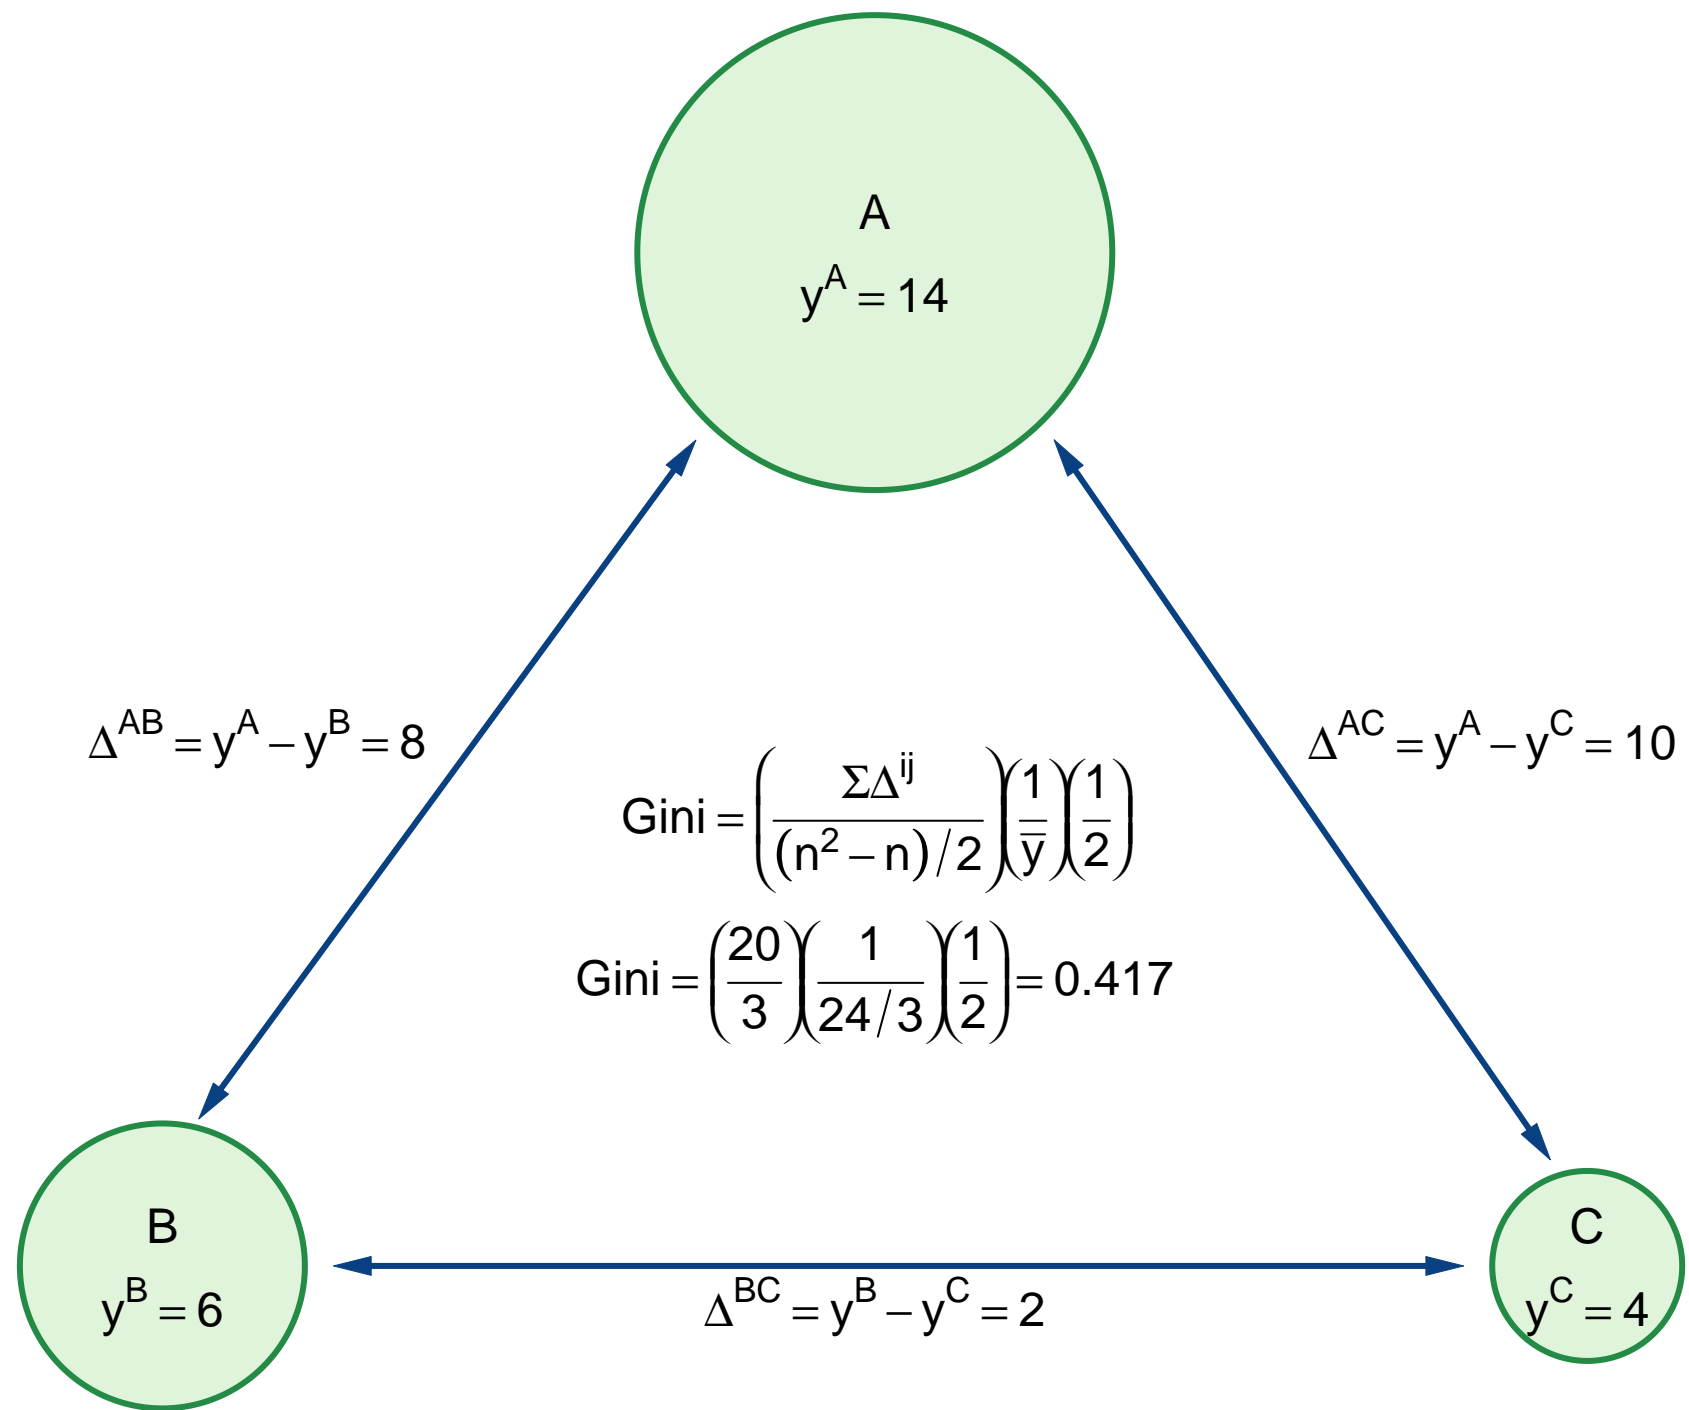 A
y^A = 14
Δ^AB = y^A − y^B = 8
Δ^AC = y^A − y^C = 10
Gini = (ΣΔ^ij / (n² − n)/2)(1/ȳ)(1/2)
Gini = (20/3)(1/(24/3))(1/2) = 0.417
B
y^B = 6
Δ^BC = y^B − y^C = 2
C
y^C = 4